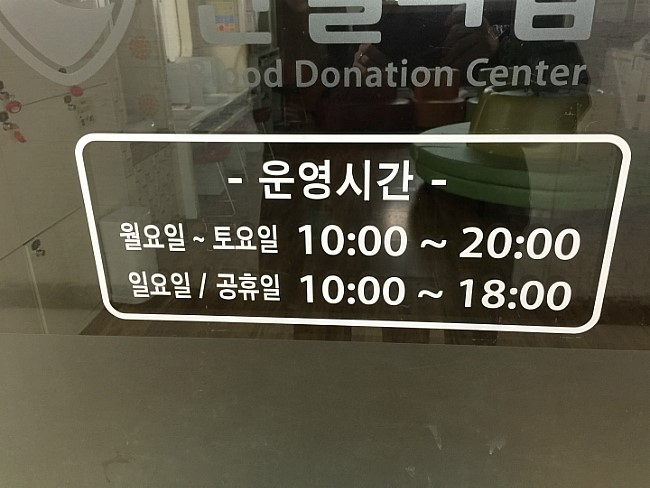 Donation Center
- 운영시간 -
월요일 ~ 토요일 10:00 ~ 20:00
일요일 / 공휴일 10:00 ~ 18:00